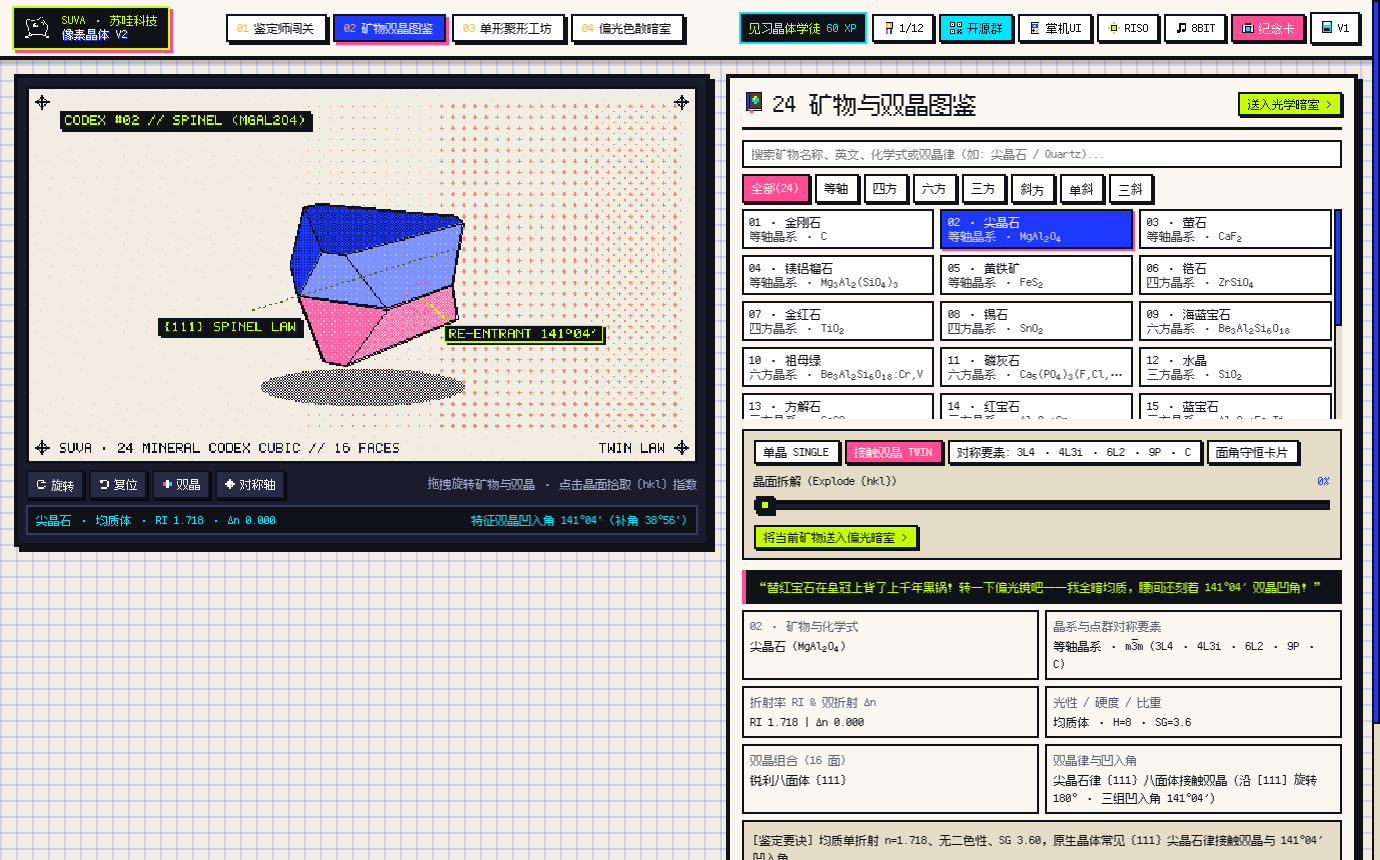 SUVA · 苏哇科技
像素晶体 V2
01 鉴定师闯关
02 矿物双晶图鉴
03 单形聚形工坊
04 偏光色散暗室
见习晶体学徒 60 XP
1/12
开源群
掌机UI
RISO
8BIT
纪念卡
V1
CODEX #02 // SPINEL (MGAL2O4)
{111} SPINEL LAW
RE-ENTRANT 141°04′
SUVA · 24 MINERAL CODEX CUBIC // 16 FACES
TWIN LAW
旋转
复位
双晶
对称轴
拖拽旋转矿物与双晶 · 点击晶面拾取 {hkl} 指数
尖晶石 · 均质体 · RI 1.718 · Δn 0.000
特征双晶凹入角 141°04′ (补角 38°56′)
24 矿物与双晶图鉴
送入光学暗室 >
搜索矿物名称、英文、化学式或双晶律 (如: 尖晶石 / Quartz)...
全部(24)
等轴
四方
六方
三方
斜方
单斜
三斜
01 · 金刚石
等轴晶系 · C
02 · 尖晶石
等轴晶系 · MgAl₂O₄
03 · 萤石
等轴晶系 · CaF₂
04 · 镁铝榴石
等轴晶系 · Mg₃Al₂(SiO₄)₃
05 · 黄铁矿
等轴晶系 · FeS₂
06 · 锆石
四方晶系 · ZrSiO₄
07 · 金红石
四方晶系 · TiO₂
08 · 锡石
四方晶系 · SnO₂
09 · 海蓝宝石
六方晶系 · Be₃Al₂Si₆O₁₈
10 · 祖母绿
六方晶系 · Be₃Al₂Si₆O₁₈:Cr,V
11 · 磷灰石
六方晶系 · Ca₅(PO₄)₃(F,Cl,…
12 · 水晶
三方晶系 · SiO₂
13 · 方解石
14 · 红宝石
15 · 蓝宝石
单晶 SINGLE
接触双晶 TWIN
对称要素: 3L4 · 4L3i · 6L2 · 9P · C
面角守恒卡片
晶面拆解 (Explode {hkl})
0%
将当前矿物送入偏光暗室 >
“替红宝石在皇冠上背了上千年黑锅! 转一下偏光镜吧——我全暗均质, 腰间还刻着 141°04′ 双晶凹角! ”
02 · 矿物与化学式
尖晶石 (MgAl₂O₄)
晶系与点群对称要素
等轴晶系 · m3̅m (3L4 · 4L3i · 6L2 · 9P ·
C)
折射率 RI & 双折射 Δn
RI 1.718 | Δn 0.000
光性 / 硬度 / 比重
均质体 · H=8 · SG=3.6
双晶组合 (16 面)
锐利八面体 {111}
双晶律与凹入角
尖晶石律 {111} 八面体接触双晶 (沿 [111] 旋转
180° · 三组凹入角 141°04′)
[鉴定要诀] 均质单折射 n=1.718、无二色性、SG 3.60, 原生晶体常见 {111} 尖晶石律接触双晶与 141°04′
凹入角